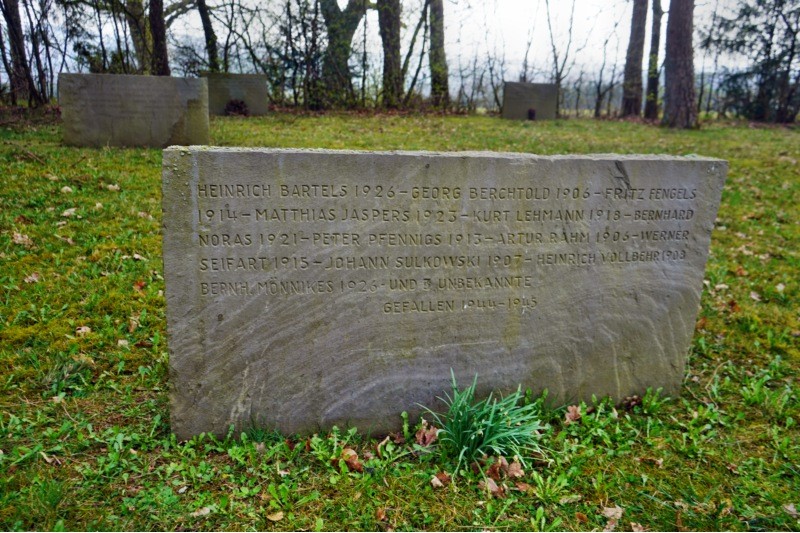 HEINRICH BARTELS 1926-GEORG BERCHTOLD 1906-FRITZ FENGELS
1914-MATTHIAS JASPERS 1923-KURT LEHMANN 1918-BERNHARD
NORAS 1921-PETER PFENNIGS 1913-ARTUR RAHM 1906-WERNER
SEIFART 1915-JOHANN SULKOWSKI 1907-HEINRICH VOLLBEHR 1908
BERNH. MÖNNIKES 1926-UND 3 UNBEKANNTE
GEFALLEN 1944-1945